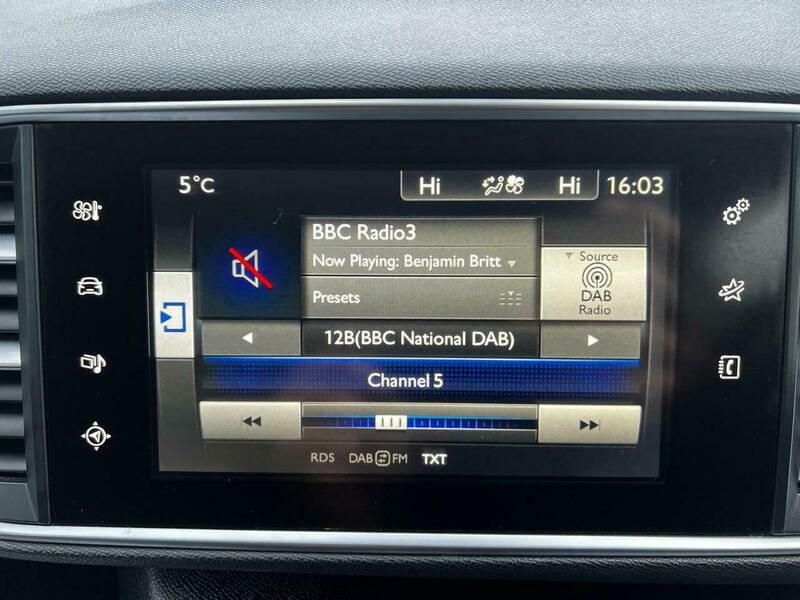 5°C Hi Hi 16:03
BBC Radio3
Now Playing: Benjamin Britt
Source
DAB
Radio
Presets
12B(BBC National DAB)
Channel 5
RDS DAB FM TXT